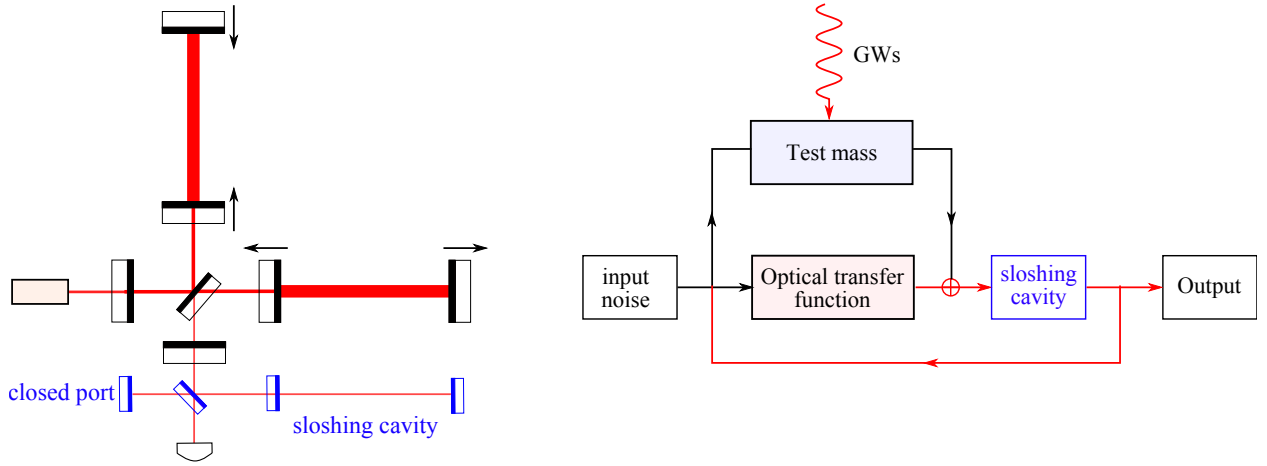 closed port
sloshing cavity
GWs
Test mass
input
noise
Optical transfer
function
sloshing
cavity
Output